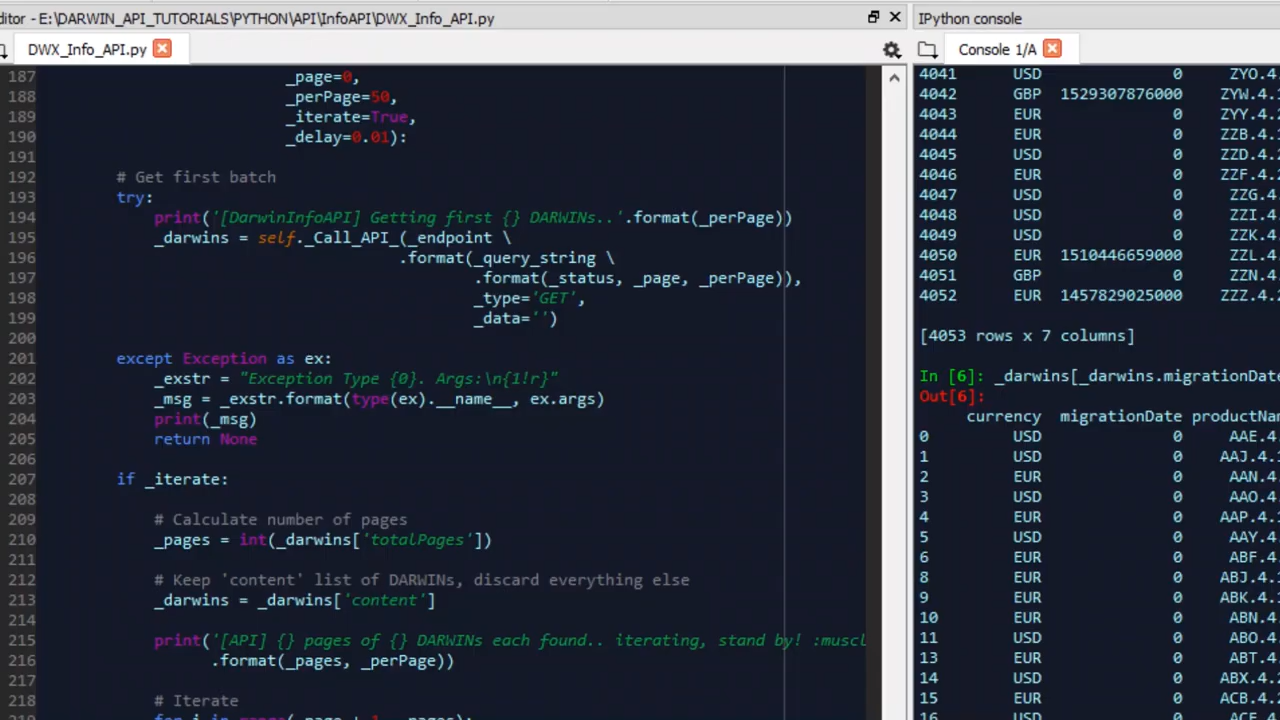 ditor - E:\DARWIN_API_TUTORIALS\PYTHON\API\InfoAPI\DWX_Info_API.py
DWX_Info_API.py
187 _page=0,
188 _perPage=50,
189 _iterate=True,
190 _delay=0.01):
191
192 # Get first batch
193 try:
194 print('[DarwinInfoAPI] Getting first {} DARWINs..'.format(_perPage))
195 _darwins = self._Call_API_(_endpoint \
196 .format(_query_string \
197 .format(_status, _page, _perPage)),
198 _type='GET',
199 _data='')
200
201 except Exception as ex:
202 _exstr = "Exception Type {0}. Args:\n{1!r}"
203 _msg = _exstr.format(type(ex).__name__, ex.args)
204 print(_msg)
205 return None
206
207 if _iterate:
208
209 # Calculate number of pages
210 _pages = int(_darwins['totalPages'])
211
212 # Keep 'content' list of DARWINs, discard everything else
213 _darwins = _darwins['content']
214
215 print('[API] {} pages of {} DARWINs each found.. iterating, stand by! :muscl
216 .format(_pages, _perPage))
217
218 # Iterate
IPython console
Console 1/A
4041 USD 0 ZYO.4.
4042 GBP 1529307876000 ZYW.4.
4043 EUR 0 ZYY.4.2
4044 EUR 0 ZZB.4.
4045 USD 0 ZZD.4.
4046 EUR 0 ZZF.4.2
4047 USD 0 ZZG.4.
4048 USD 0 ZZI.4.
4049 USD 0 ZZK.4.
4050 EUR 1510446659000 ZZL.4.
4051 GBP 0 ZZN.4.
4052 EUR 1457829025000 ZZZ.4.
[4053 rows x 7 columns]
In [6]: _darwins[_darwins.migrationDate
Out[6]:
currency migrationDate productNam
0 USD 0 AAE.4.
1 USD 0 AAJ.4.
2 EUR 0 AAN.4.
3 USD 0 AAO.4.
4 EUR 0 AAP.4.
5 USD 0 AAY.4.
6 EUR 0 ABF.4.
8 EUR 0 ABJ.4.
9 EUR 0 ABK.4.
10 EUR 0 ABN.4.
11 USD 0 ABO.4.
13 EUR 0 ABT.4.
14 USD 0 ABX.4.
15 EUR 0 ACB.4.